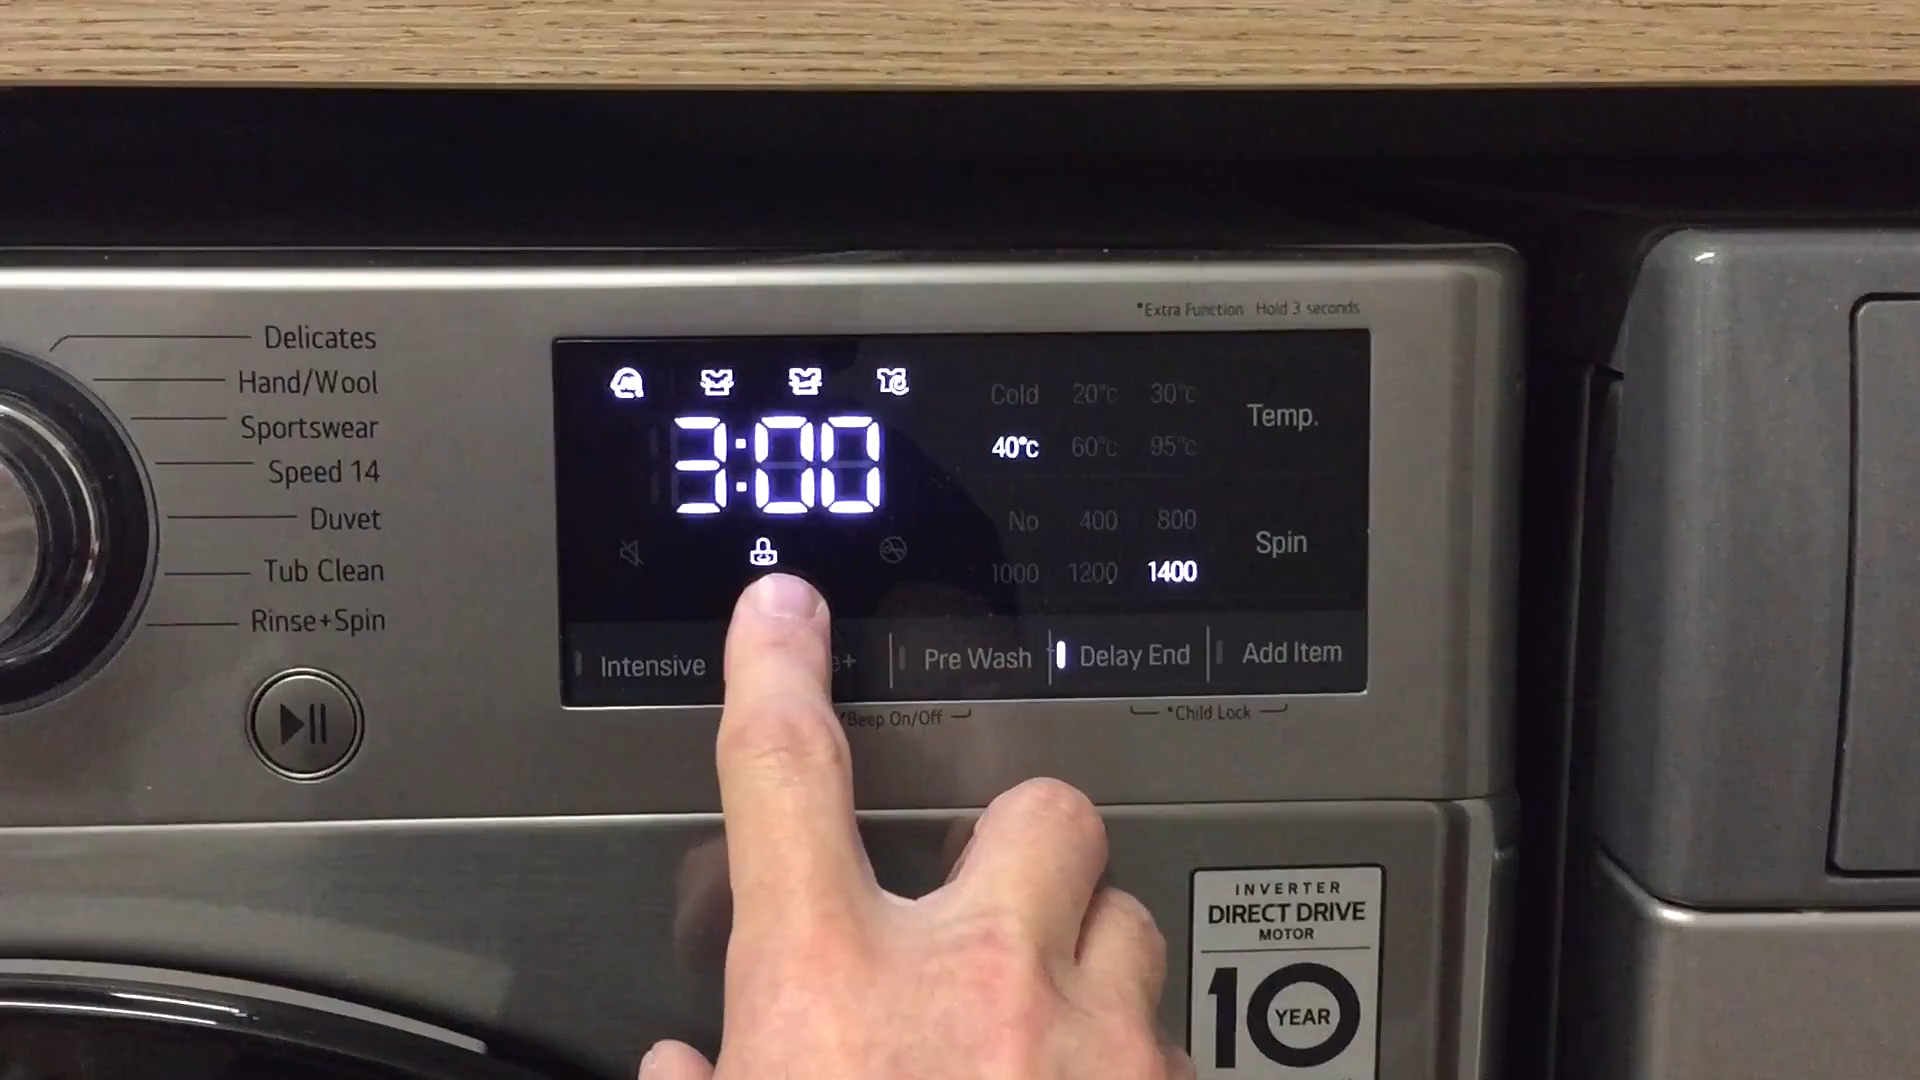 *Extra Function Hold 3 seconds
Delicates
Hand/Wool
Sportswear
Speed 14
Duvet
Tub Clean
Rinse+Spin
3:00
Cold 20°c 30°c
40°c 60°c 95°c
Temp.
No 400 800
1000 1200 1400
Spin
Intensive
Pre Wash
Delay End
Add Item
*Beep On/Off
*Child Lock
INVERTER
DIRECT DRIVE
MOTOR
10
YEAR